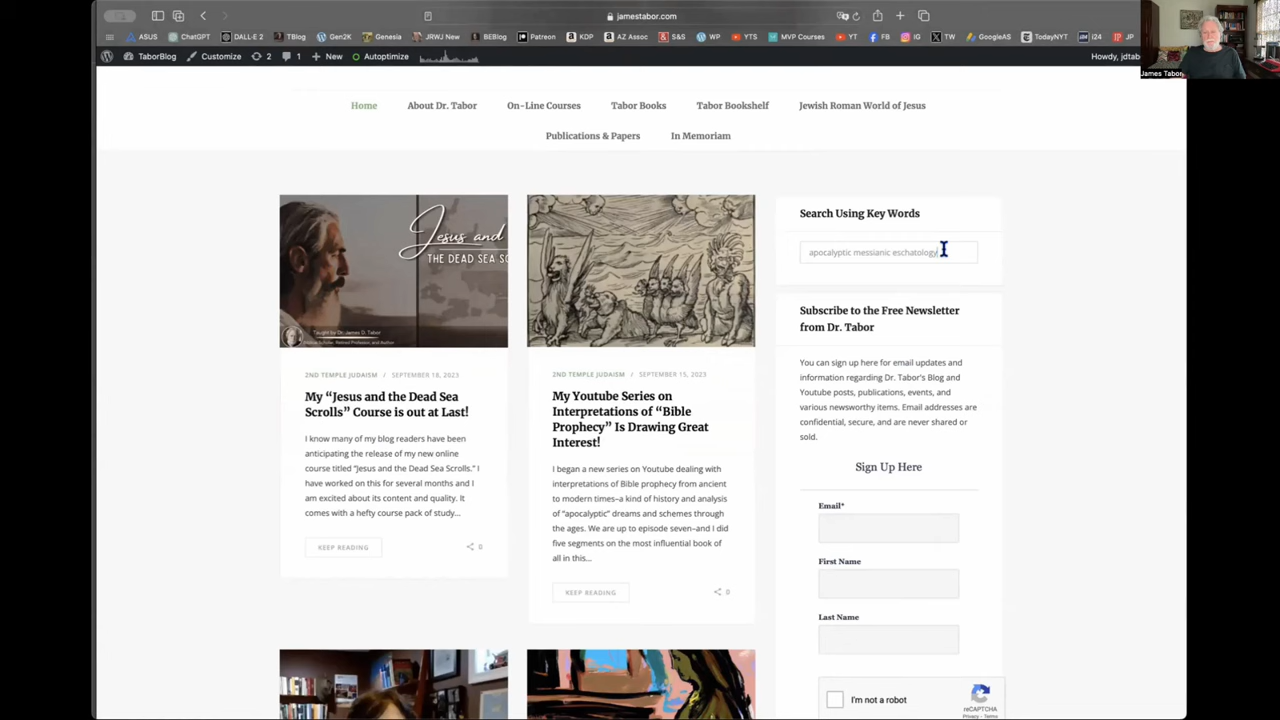 jamestabor.com
ASUS
ChatGPT
DALL-E 2
TBlog
Gen2K
Genesia
JRWJ New
BEBlog
Patreon
KDP
AZ Assoc
S&S
WP
YTS
MVP Courses
YT
FB
IG
TW
GoogleAS
TodayNYT
i24
JP
James Tabor
TaborBlog
Customize
2
1
New
Autoptimize
Howdy, jdtab
Home
About Dr. Tabor
On-Line Courses
Tabor Books
Tabor Bookshelf
Jewish Roman World of Jesus
Publications & Papers
In Memoriam
Jesus and
THE DEAD SEA SC
Taught by Dr. James D. Tabor
2ND TEMPLE JUDAISM / SEPTEMBER 18, 2023
My “Jesus and the Dead Sea
Scrolls” Course is out at Last!
I know many of my blog readers have been
anticipating the release of my new online
course titled “Jesus and the Dead Sea Scrolls.” I
have worked on this for several months and I
am excited about its content and quality. It
comes with a hefty course pack of study…
KEEP READING
0
2ND TEMPLE JUDAISM / SEPTEMBER 15, 2023
My Youtube Series on
Interpretations of “Bible
Prophecy” Is Drawing Great
Interest!
I began a new series on Youtube dealing with
interpretations of Bible prophecy from ancient
to modern times–a kind of history and analysis
of “apocalyptic” dreams and schemes through
the ages. We are up to episode seven–and I did
five segments on the most influential book of
all in this…
KEEP READING
0
Search Using Key Words
apocalyptic messianic eschatology
Subscribe to the Free Newsletter
from Dr. Tabor
You can sign up here for email updates and
information regarding Dr. Tabor's Blog and
Youtube posts, publications, events, and
various newsworthy items. Email addresses are
confidential, secure, and are never shared or
sold.
Sign Up Here
Email*
First Name
Last Name
I'm not a robot
reCAPTCHA
Privacy - Terms